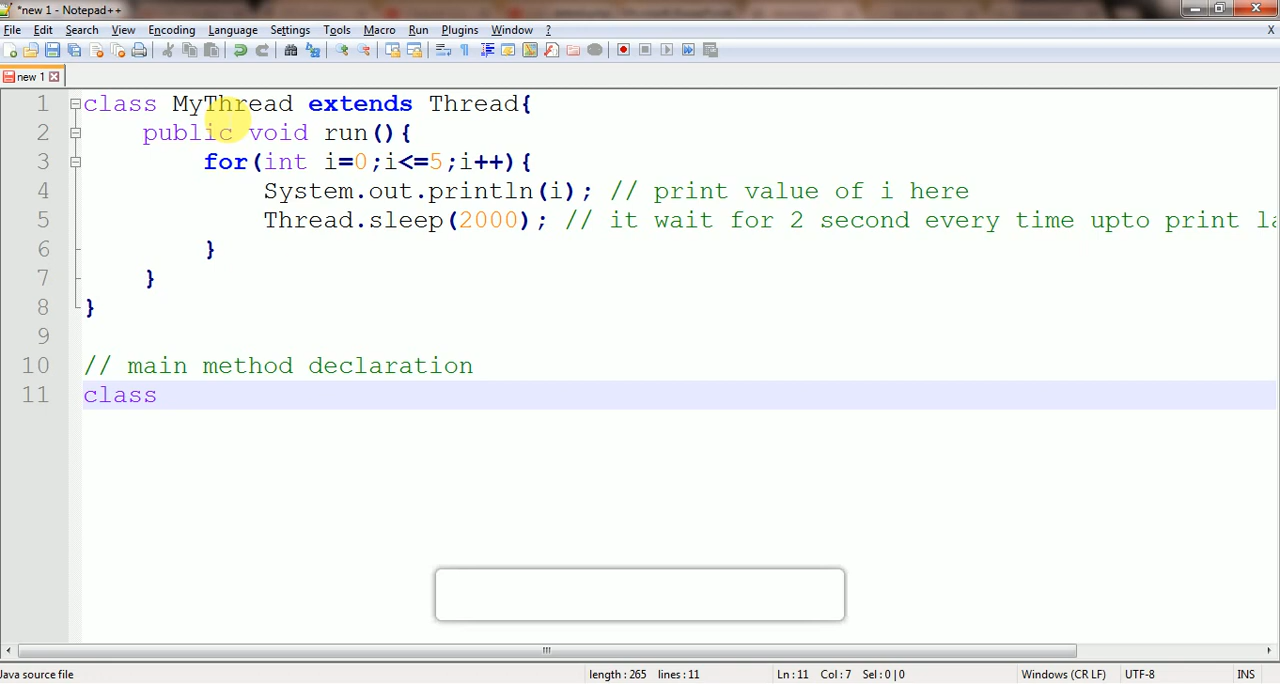 *new 1 - Notepad++
File Edit Search View Encoding Language Settings Tools Macro Run Plugins Window ? X
new 1
1 class MyThread extends Thread{
2 public void run(){
3 for(int i=0;i<=5;i++){
4 System.out.println(i); // print value of i here
5 Thread.sleep(2000); // it wait for 2 second every time upto print la
6 }
7 }
8 }
9
10 // main method declaration
11 class
Java source file length : 265 lines : 11 Ln : 11 Col : 7 Sel : 0 | 0 Windows (CR LF) UTF-8 INS